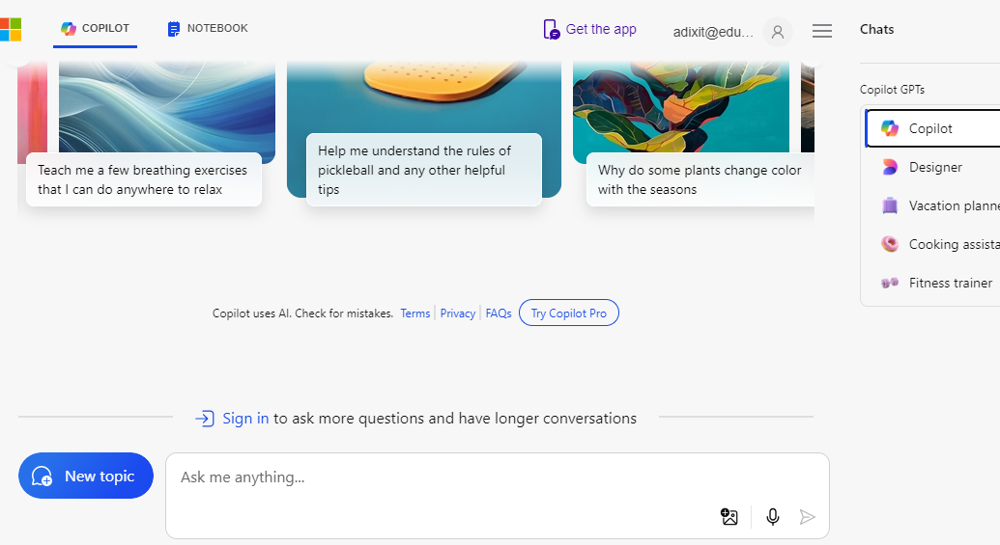 COPILOT
NOTEBOOK
Get the app
adixit@edu...
Chats
Teach me a few breathing exercises
that I can do anywhere to relax
Help me understand the rules of
pickleball and any other helpful
tips
Why do some plants change color
with the seasons
Copilot GPTs
Copilot
Designer
Vacation planne
Cooking assista
Fitness trainer
Copilot uses AI. Check for mistakes. Terms Privacy FAQs Try Copilot Pro
Sign in to ask more questions and have longer conversations
New topic
Ask me anything...